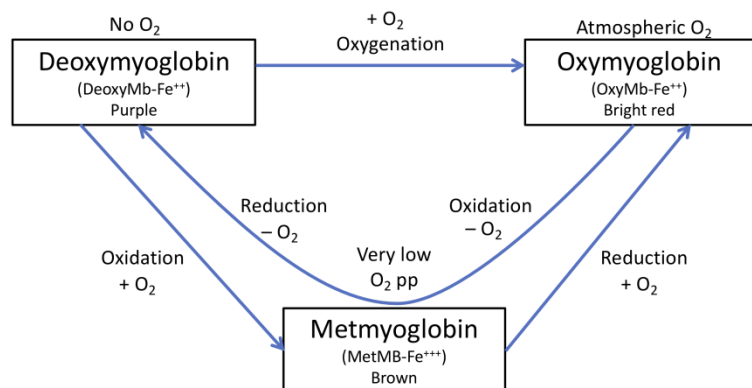 No O₂
+ O₂
Oxygenation
Atmospheric O₂
Deoxymyoglobin
(DeoxyMb-Fe⁺⁺)
Purple
Oxymyoglobin
(OxyMb-Fe⁺⁺)
Bright red
Reduction
– O₂
Oxidation
– O₂
Oxidation
+ O₂
Very low
O₂ pp
Reduction
+ O₂
Metmyoglobin
(MetMB-Fe⁺⁺⁺)
Brown